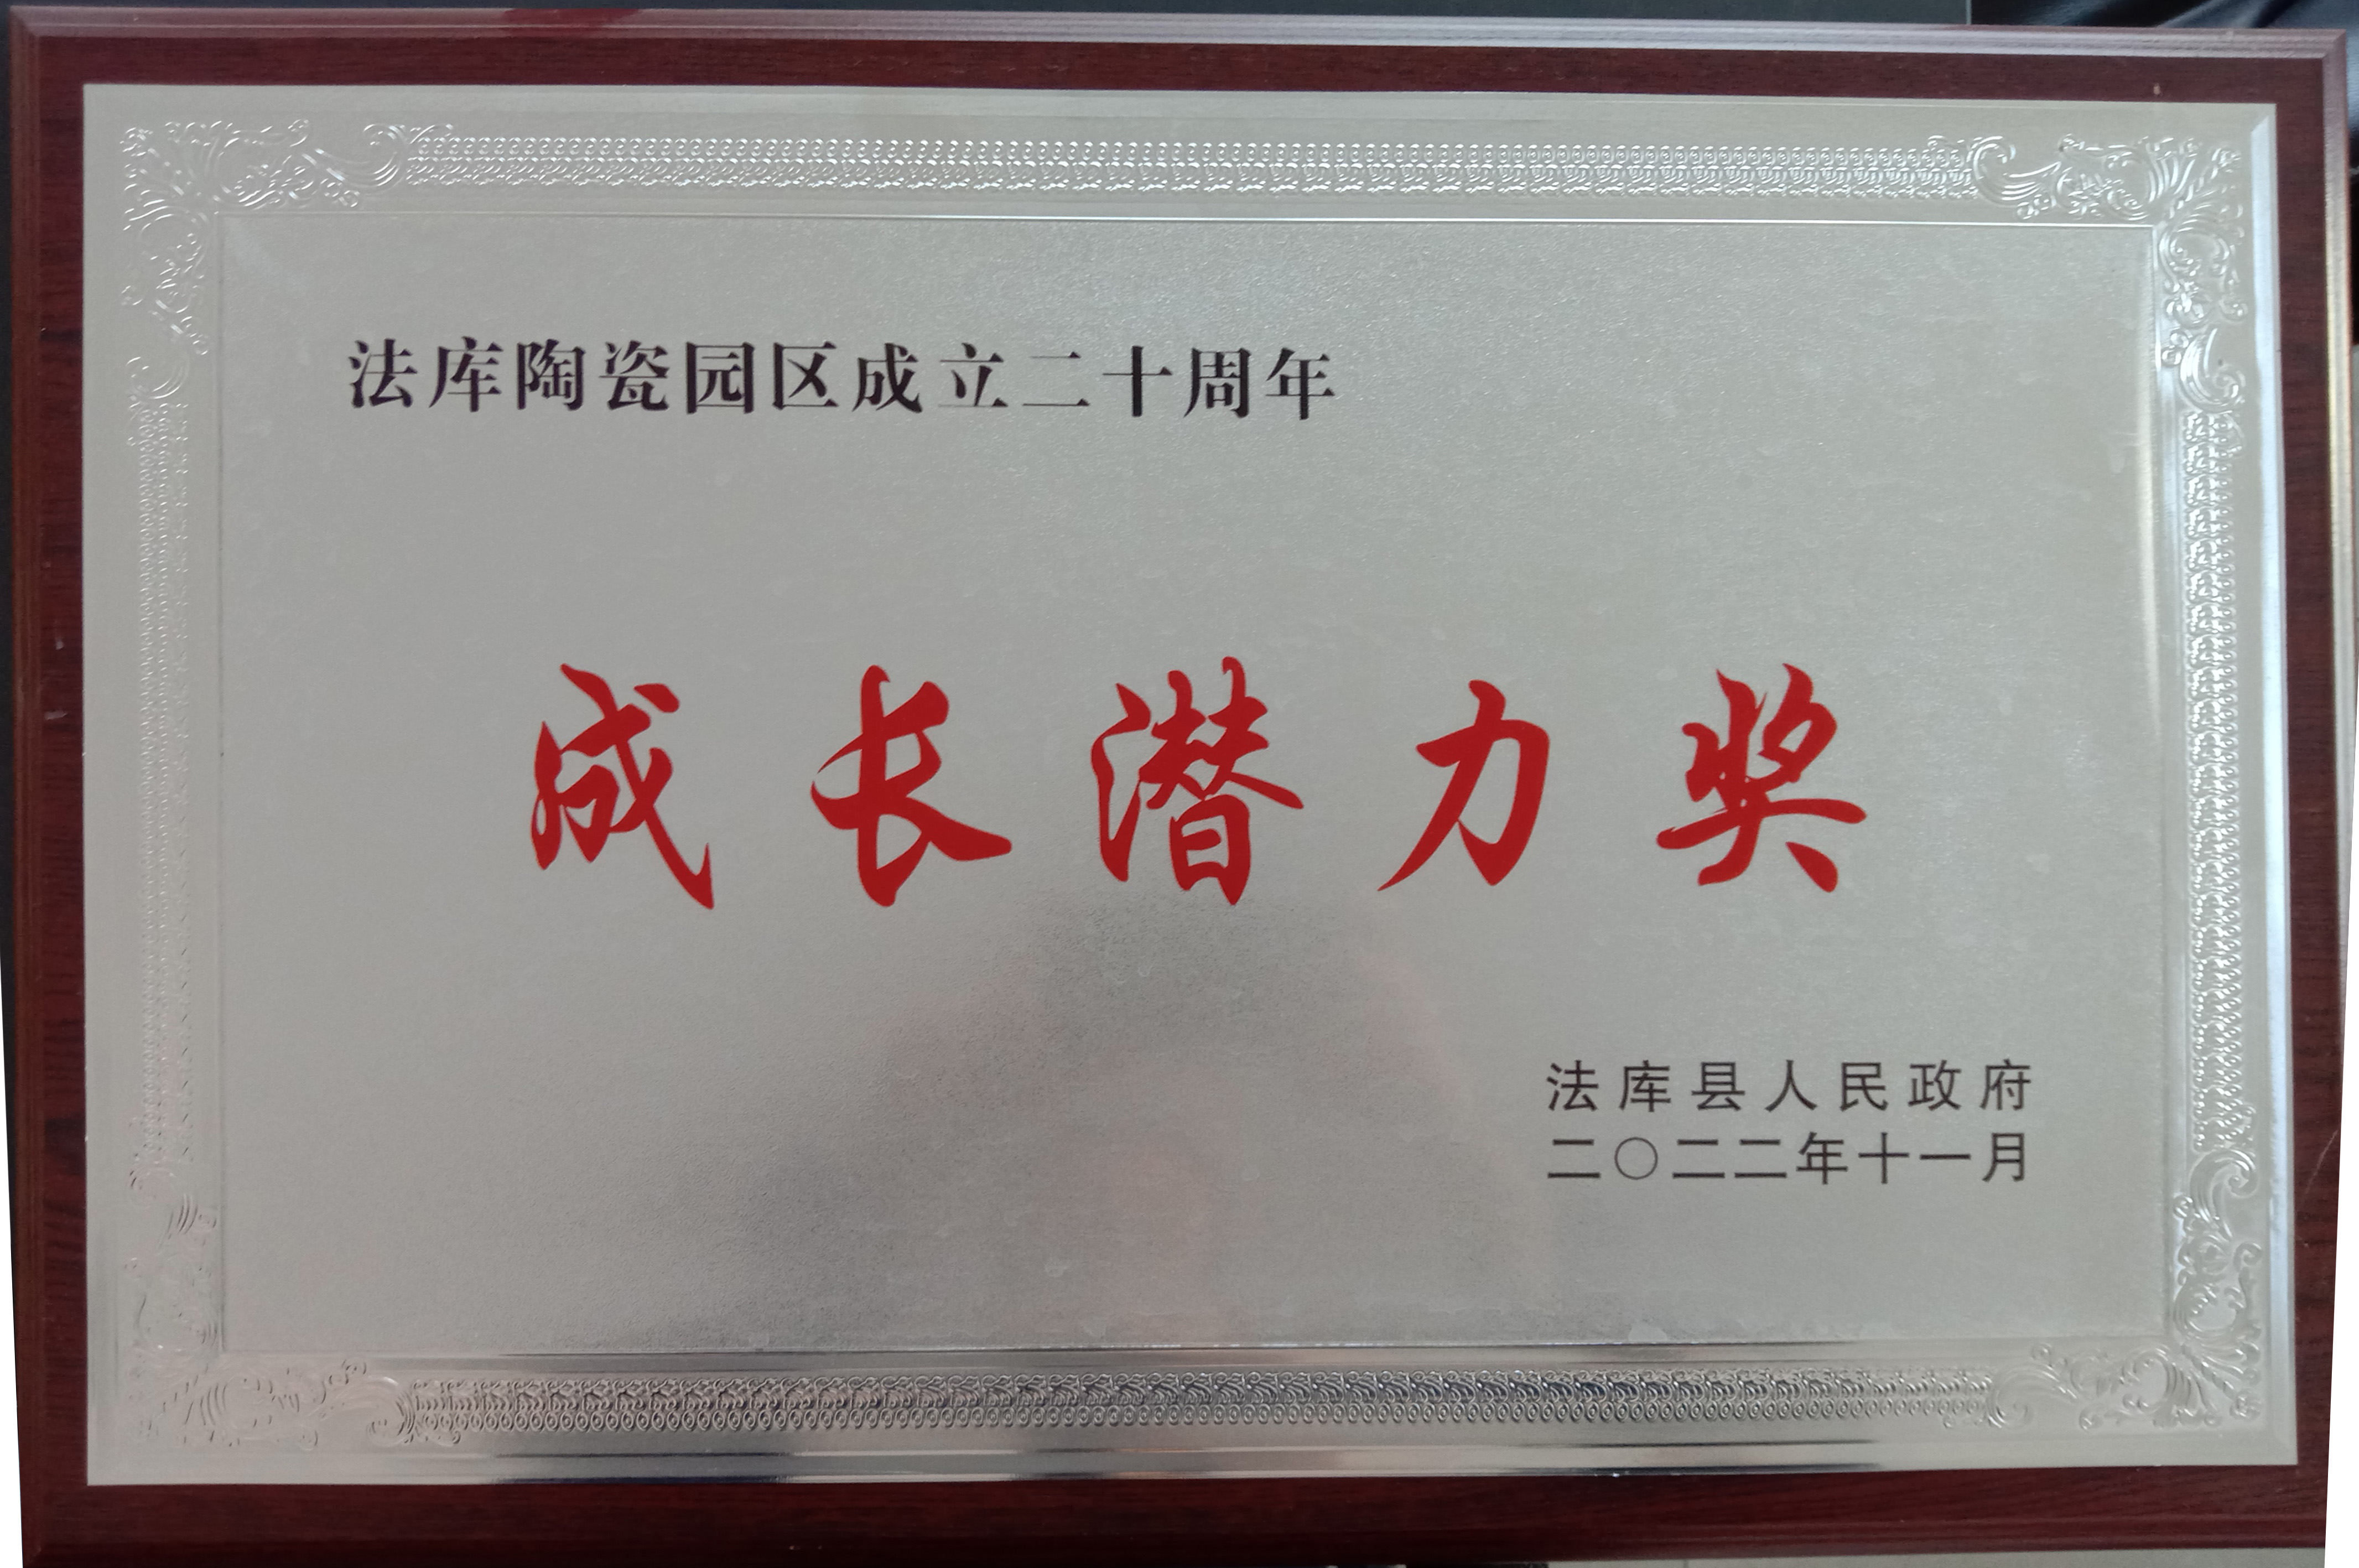 法库陶瓷园区成立二十周年
成长潜力奖
法库县人民政府
二〇二二年十一月